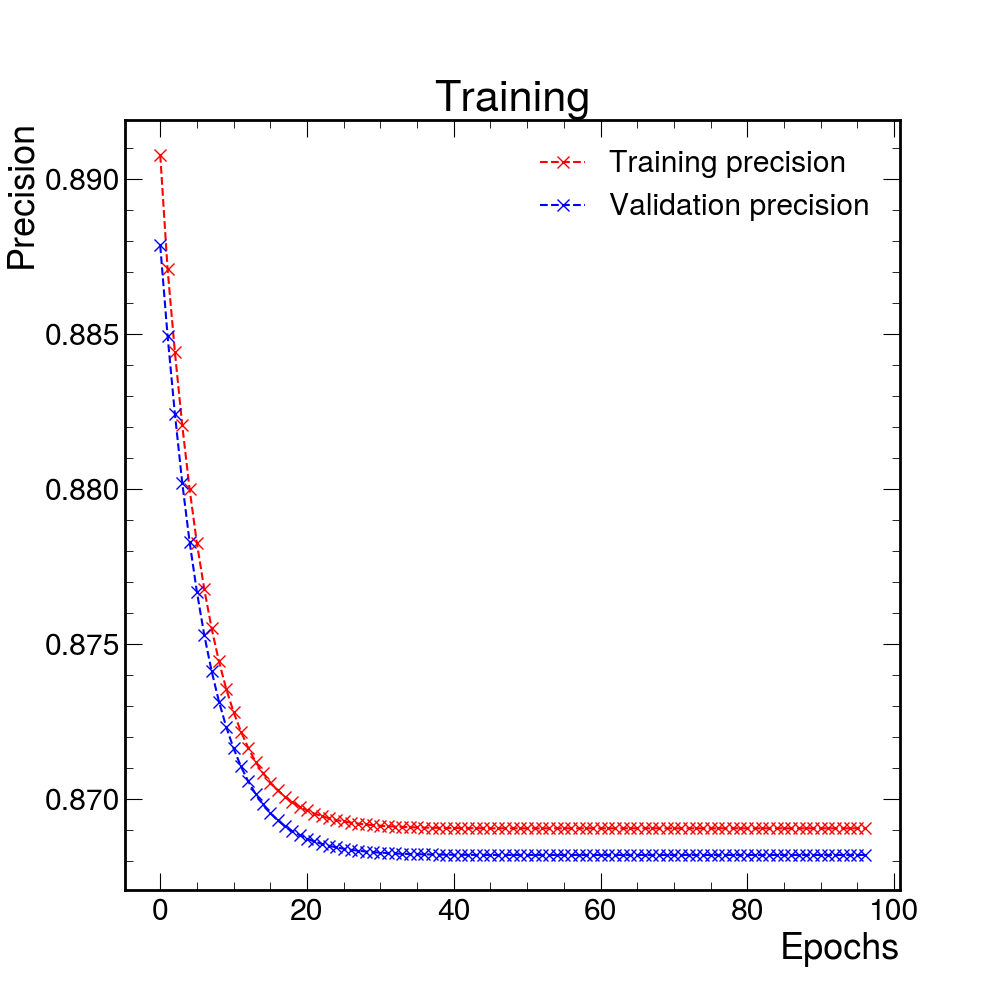 Training
Precision
Training precision
Validation precision
0.890
0.885
0.880
0.875
0.870
0 20 40 60 80 100
Epochs